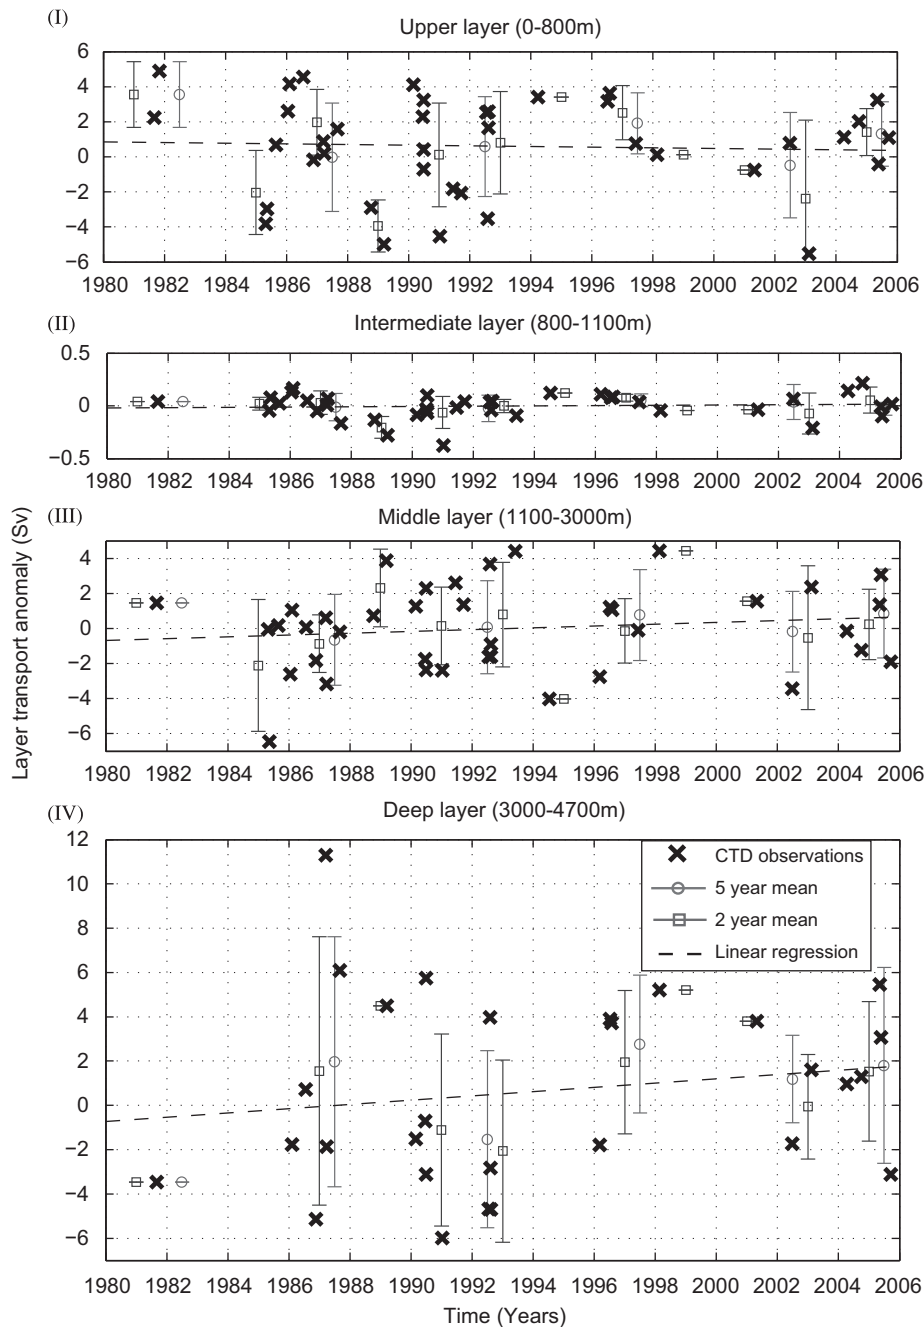 (I)
Upper layer (0-800m)
6
4
2
0
−2
−4
−6
1980 1982 1984 1986 1988 1990 1992 1994 1996 1998 2000 2002 2004 2006
(II)
Intermediate layer (800-1100m)
0.5
0
−0.5
1980 1982 1984 1986 1988 1990 1992 1994 1996 1998 2000 2002 2004 2006
(III)
Middle layer (1100-3000m)
4
2
0
−2
−4
−6
1980 1982 1984 1986 1988 1990 1992 1994 1996 1998 2000 2002 2004 2006
Layer transport anomaly (Sv)
(IV)
Deep layer (3000-4700m)
12
10
8
6
4
2
0
−2
−4
−6
CTD observations
5 year mean
2 year mean
Linear regression
1980 1982 1984 1986 1988 1990 1992 1994 1996 1998 2000 2002 2004 2006
Time (Years)